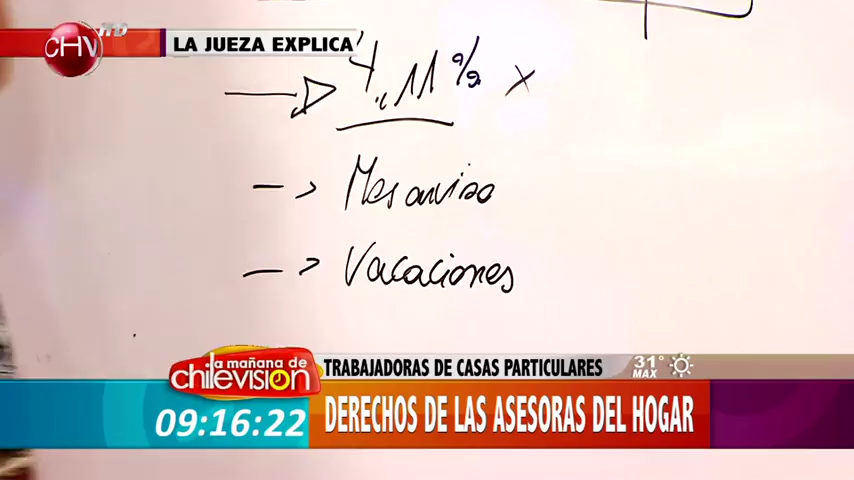 CHV HD
LA JUEZA EXPLICA
4,11% x
Mes aviso
Vacaciones
la mañana de
chilevisión
TRABAJADORAS DE CASAS PARTICULARES
31° MAX
09:16:22
DERECHOS DE LAS ASESORAS DEL HOGAR